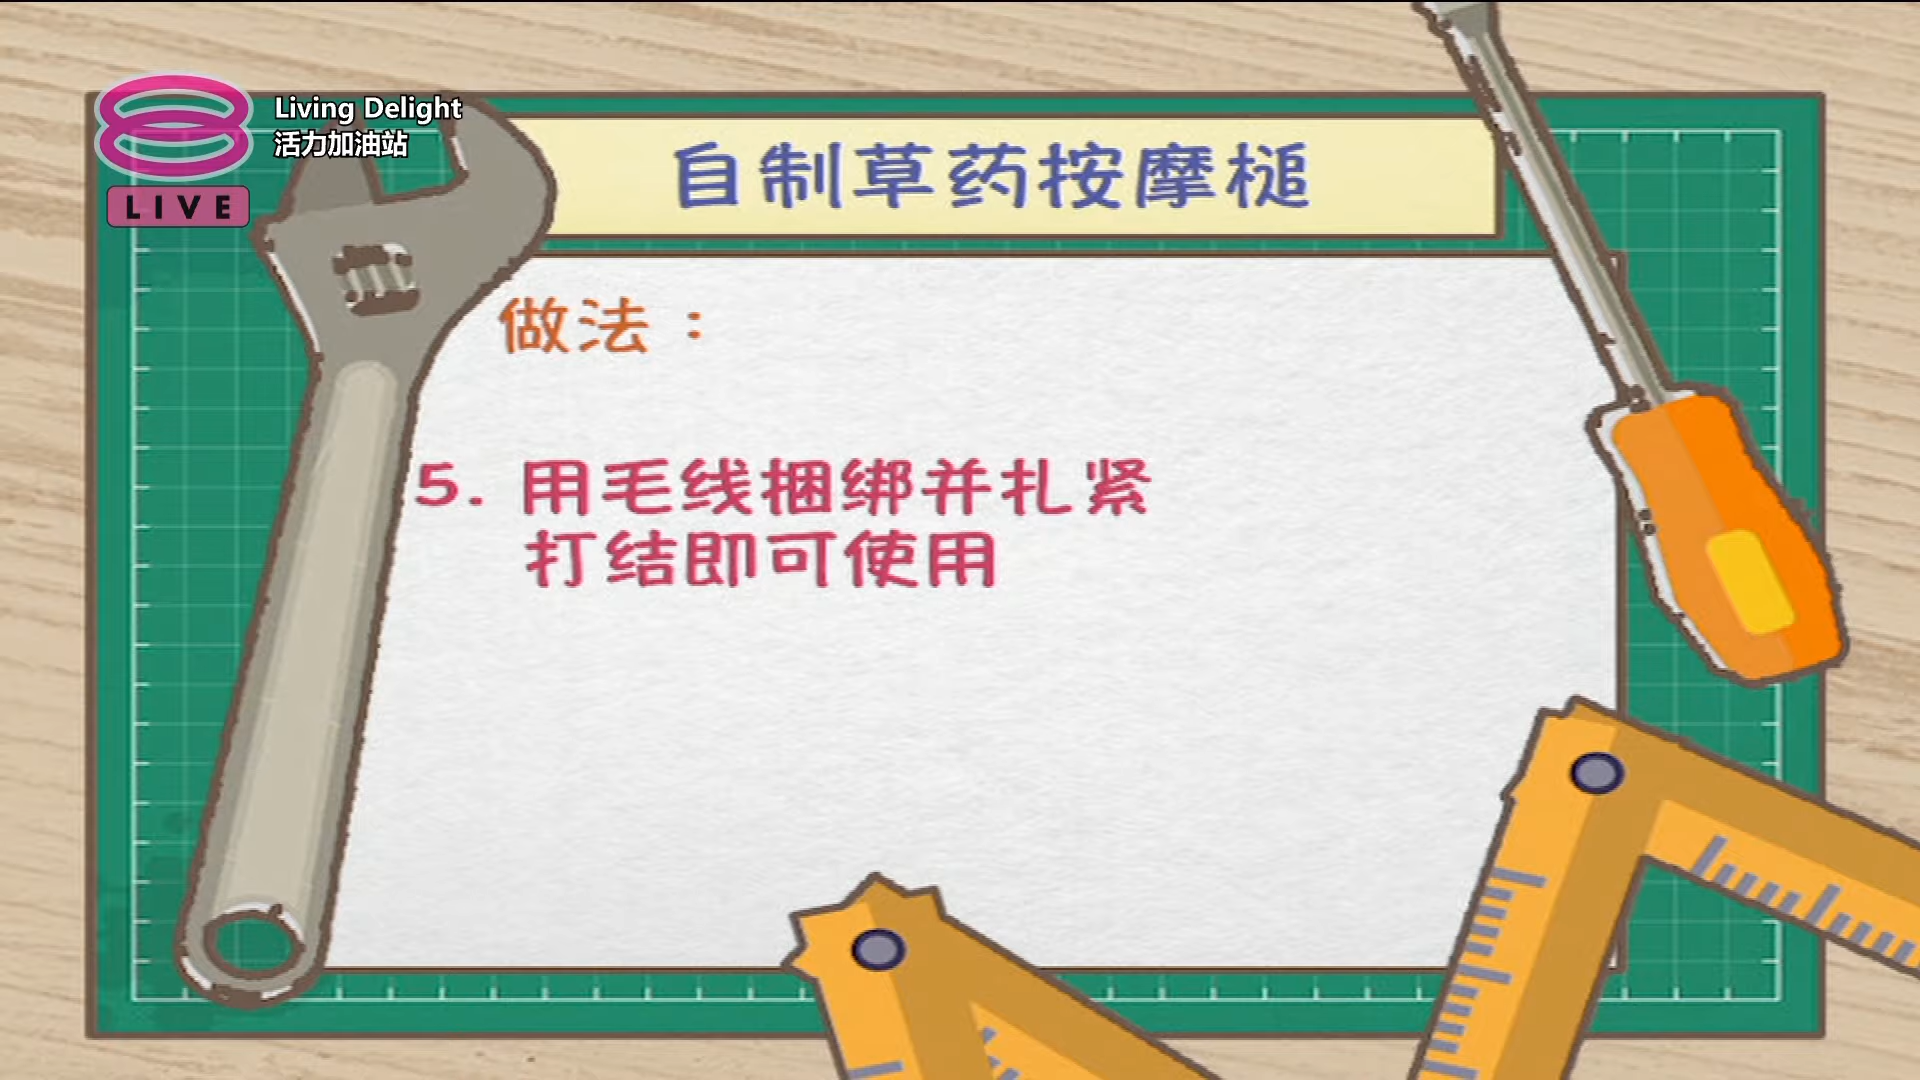 Living Delight
活力加油站
LIVE
自制草药按摩槌
做法：
5. 用毛线捆绑并扎紧
打结即可使用